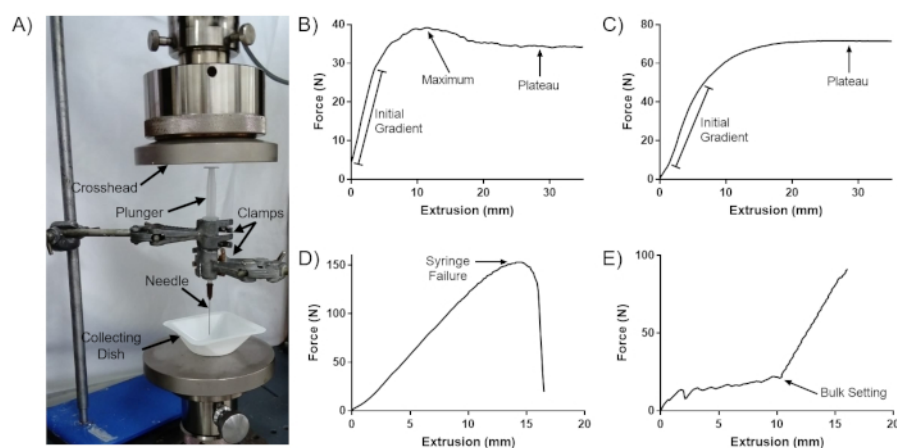 A)
Crosshead
Plunger
Clamps
Needle
Collecting
Dish
B)
Force (N)
40
30
20
10
0
Maximum
Plateau
Initial
Gradient
0
10
20
30
Extrusion (mm)
C)
Force (N)
80
60
40
20
0
Plateau
Initial
Gradient
0
10
20
30
Extrusion (mm)
D)
Force (N)
150
100
50
0
Syringe
Failure
0
5
10
15
20
Extrusion (mm)
E)
Force (N)
100
50
0
Bulk Setting
0
5
10
15
20
Extrusion (mm)